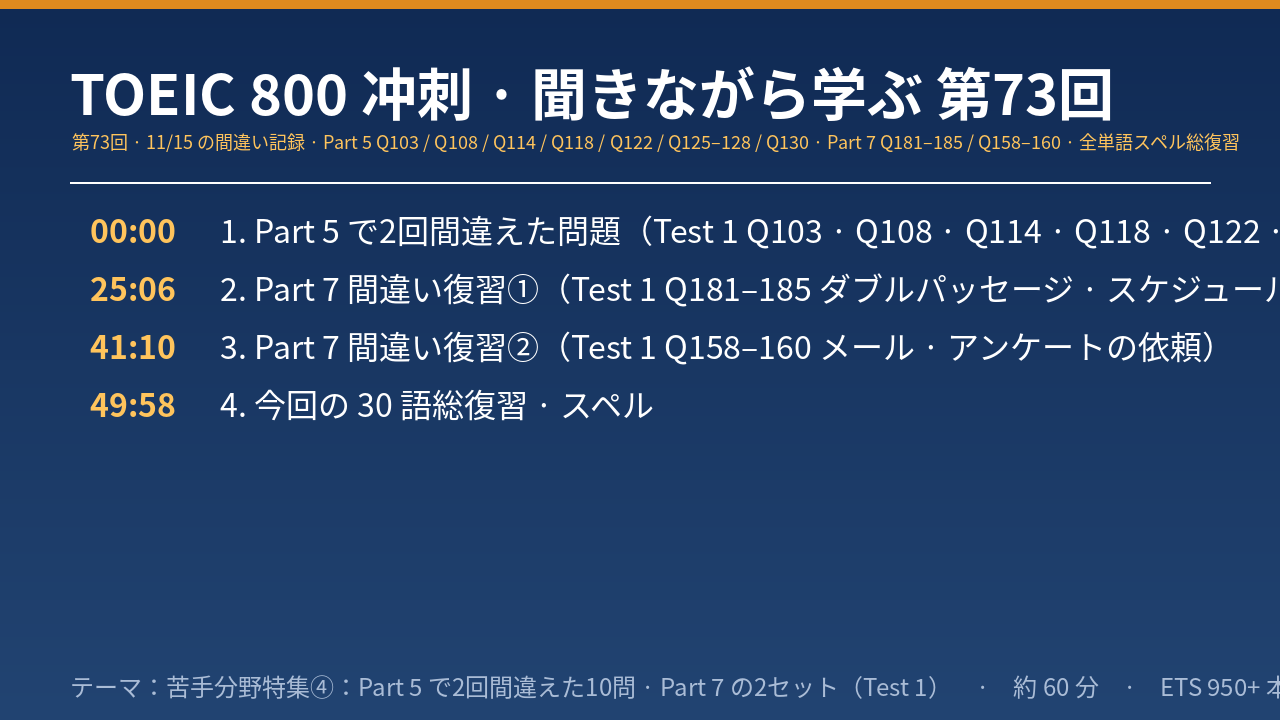 TOEIC 800 冲刺 · 聞きながら学ぶ 第73回
第73回 · 11/15 の間違い記録 · Part 5 Q103 / Q108 / Q114 / Q118 / Q122 / Q125–128 / Q130 · Part 7 Q181–185 / Q158–160 · 全単語スペル総復習
00:00 1. Part 5 で2回間違えた問題（Test 1 Q103 · Q108 · Q114 · Q118 · Q122 ·
25:06 2. Part 7 間違い復習①（Test 1 Q181–185 ダブルパッセージ · スケジュール
41:10 3. Part 7 間違い復習②（Test 1 Q158–160 メール · アンケートの依頼）
49:58 4. 今回の 30 語総復習 · スペル
テーマ：苦手分野特集④：Part 5 で2回間違えた10問 · Part 7 の2セット（Test 1） · 約 60 分 · ETS 950+ 本